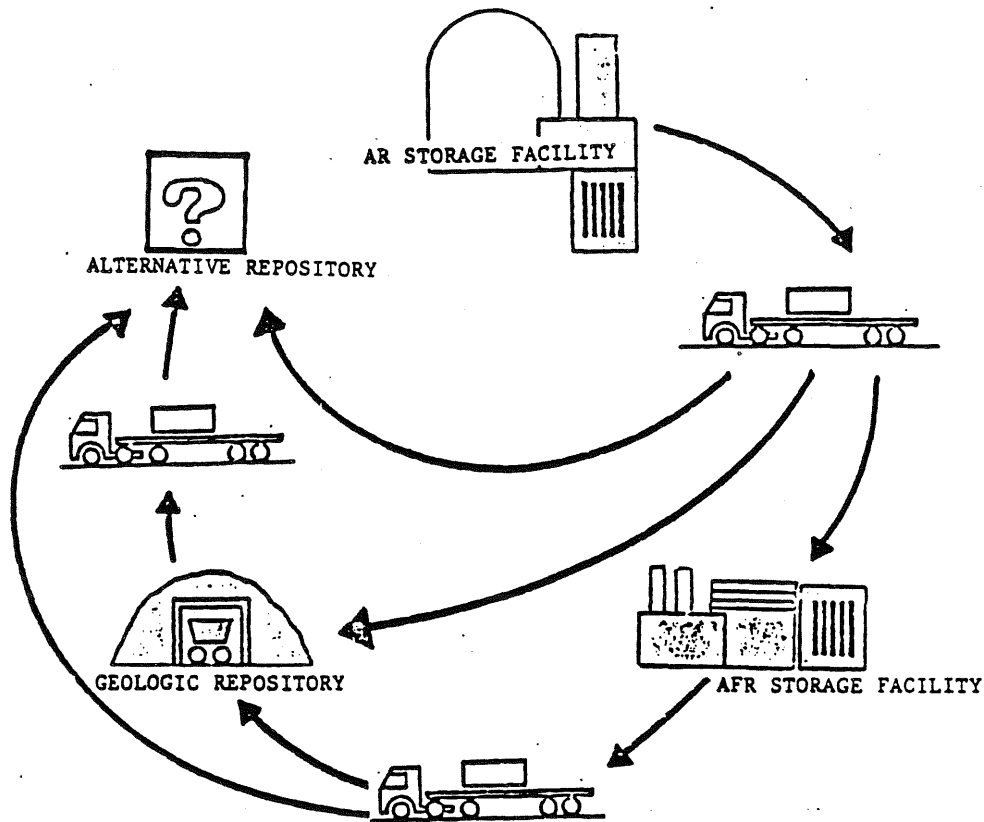 AR STORAGE FACILITY
?
ALTERNATIVE REPOSITORY
GEOLOGIC REPOSITORY
AFR STORAGE FACILITY